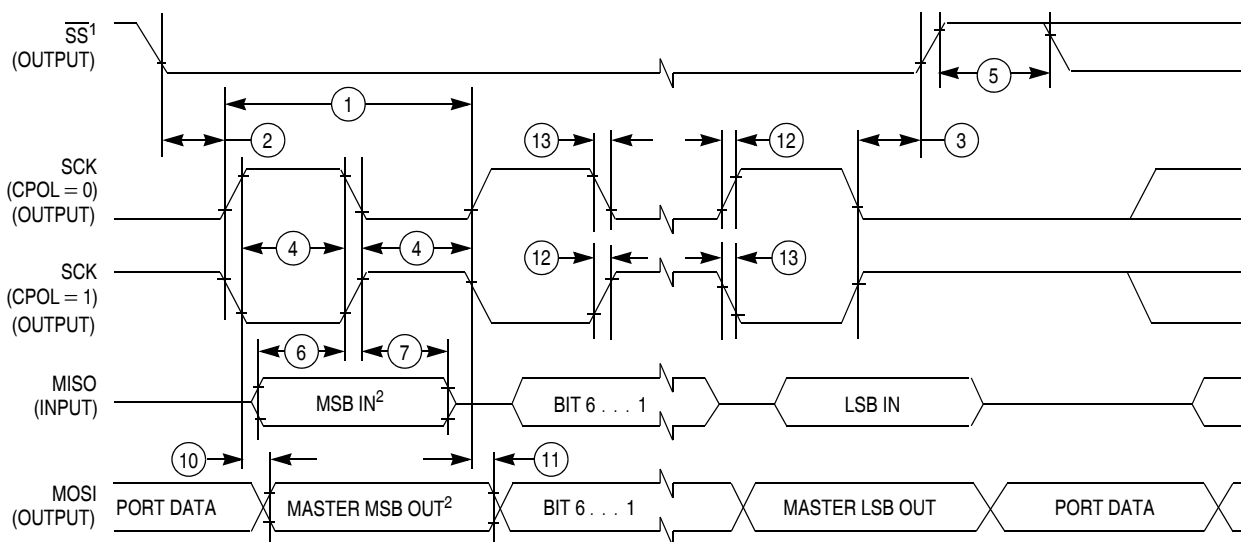 SS¹
(OUTPUT)
5
1
2
13
12
3
SCK
(CPOL = 0)
(OUTPUT)
4
4
SCK
(CPOL = 1)
(OUTPUT)
12
13
6
7
MISO
(INPUT)
MSB IN²
BIT 6 . . . 1
LSB IN
10
11
MOSI
(OUTPUT)
PORT DATA
MASTER MSB OUT²
BIT 6 . . . 1
MASTER LSB OUT
PORT DATA